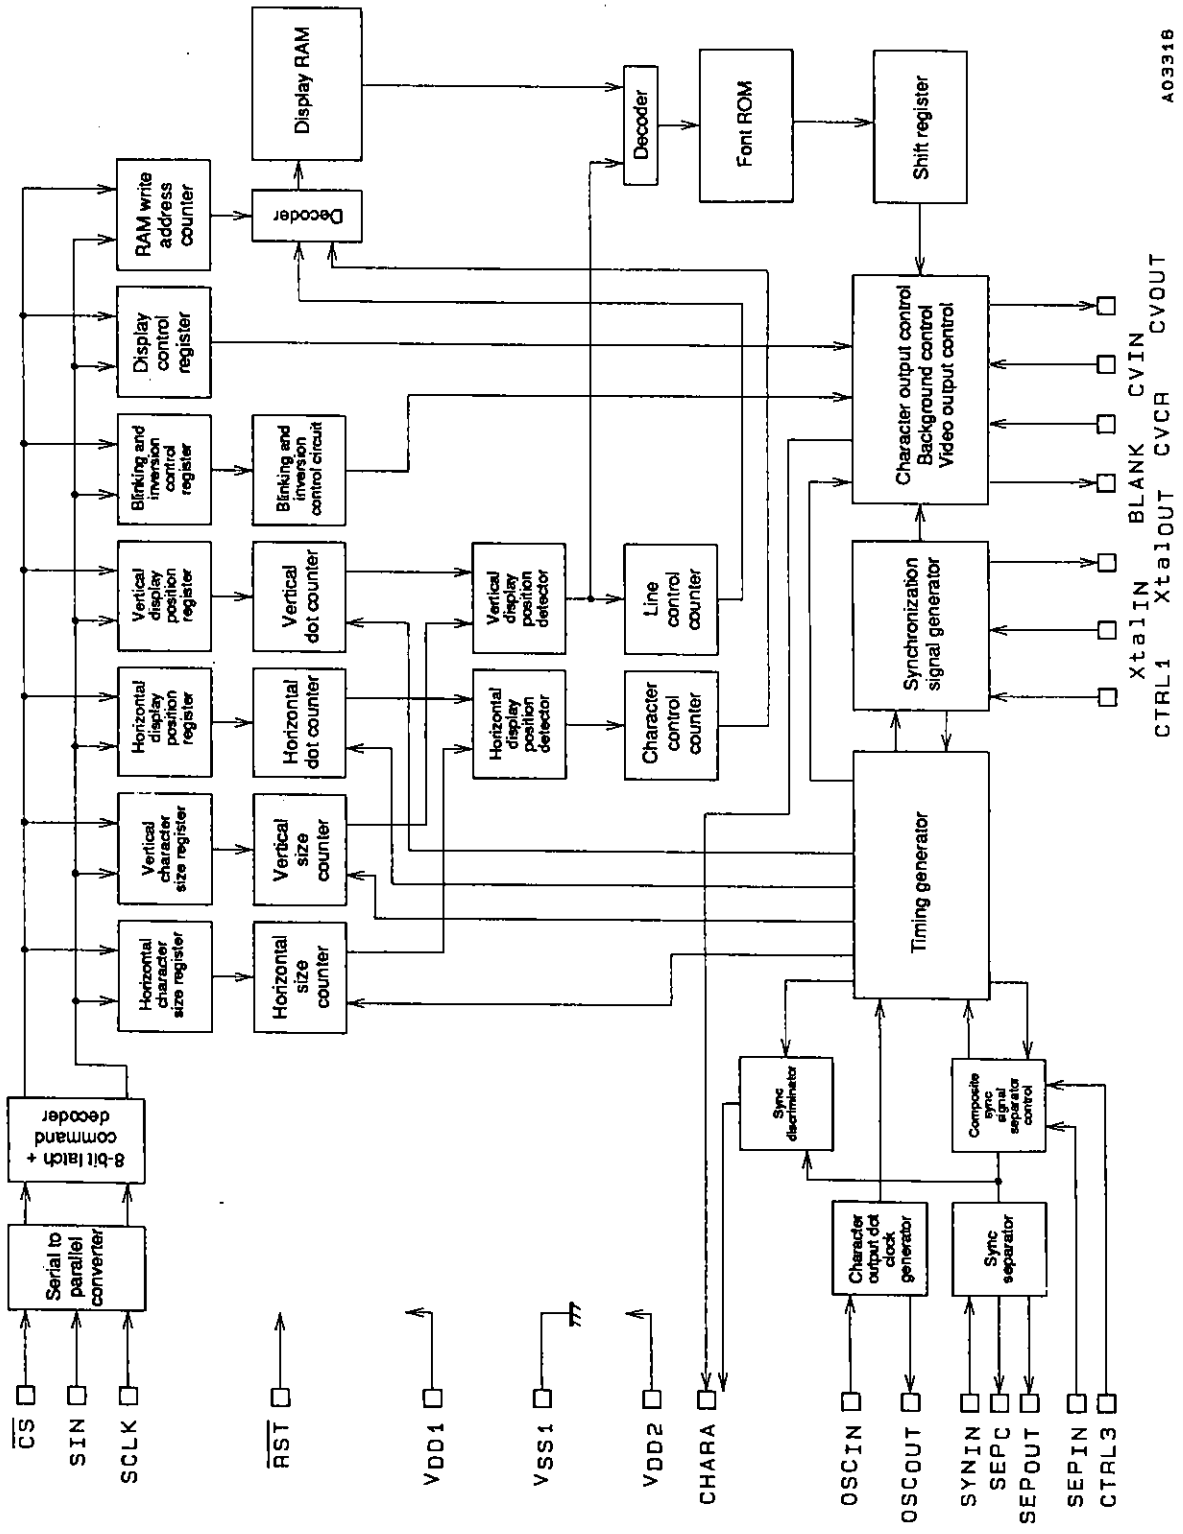 CS
SIN
SCLK
RST
VDD1
VSS1
VDD2
CHARA
OSCIN
OSCOUT
SYNIN
SEPC
SEPOUT
SEPIN
CTRL3
Serial to
parallel
converter
8-bit latch +
command
decoder
Horizontal
character
size register
Vertical
character
size register
Horizontal
display
position
register
Vertical
display
position
register
Blinking and
inversion
control
register
Display
control
register
RAM write
address
counter
Horizontal
size
counter
Vertical
size
counter
Horizontal
dot counter
Vertical
dot counter
Blinking and
inversion
control circuit
Decoder
Display RAM
Horizontal
display
position
detector
Vertical
display
position
detector
Character
control
counter
Line
control
counter
Decoder
Font ROM
Shift register
Sync
discriminator
Character
output dot
clock
generator
Sync
separator
Composite
sync
signal
separator
control
Timing generator
Synchronization
signal generator
Character output control
Background control
Video output control
XtalIN BLANK CVIN
CTRL1 XtalOUT CVCR CVOUT
A03318